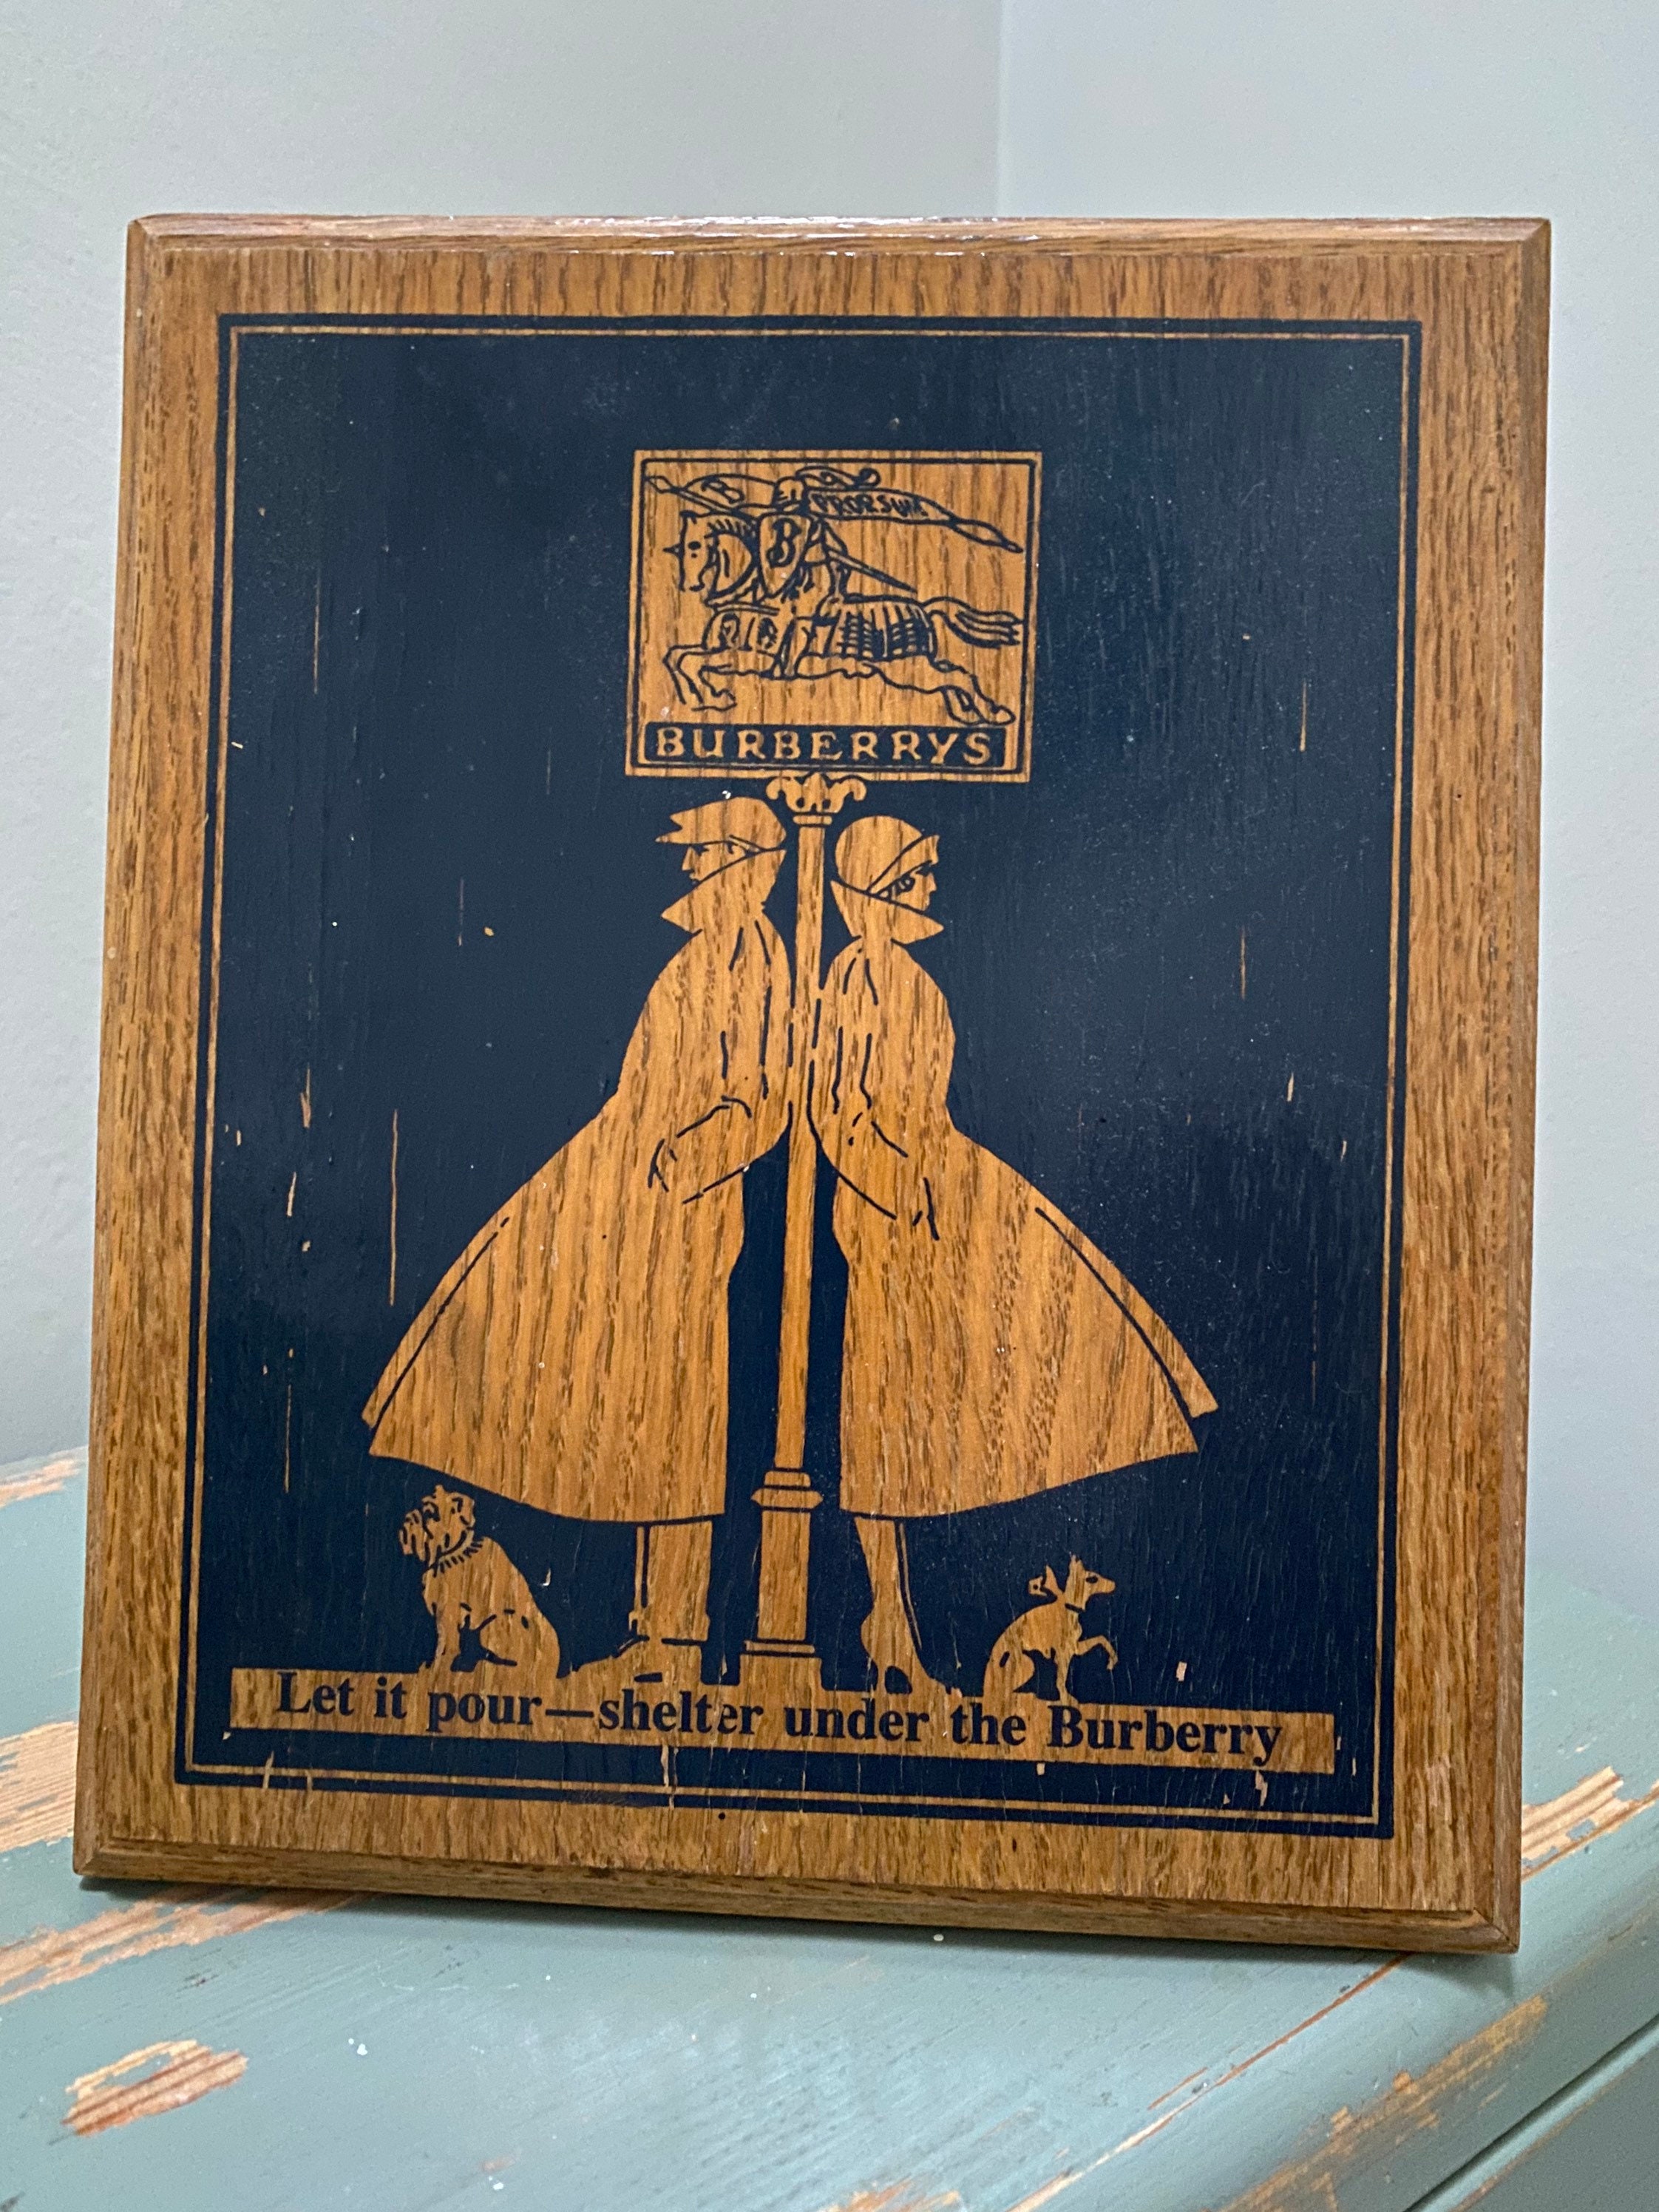 B PRORSUM
B
BURBERRYS
Let it pour—shelter under the Burberry